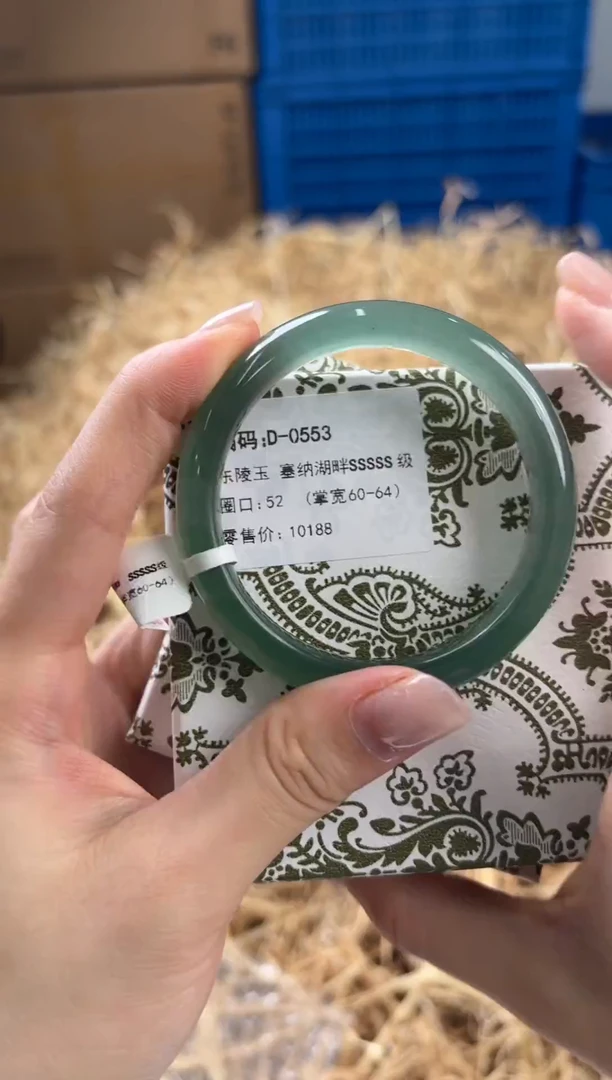 码:D-0553
东陵玉 塞纳湖畔SSSSS 级
圈口:52 （掌宽60-64）
零售价: 10188
SSSSS级
宽60-64）